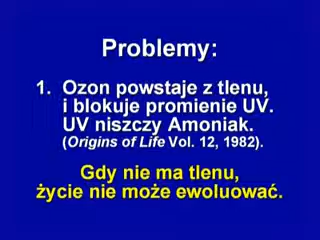 Problemy:
1. Ozon powstaje z tlenu,
i blokuje promienie UV.
UV niszczy Amoniak.
(Origins of Life Vol. 12, 1982).
Gdy nie ma tlenu,
życie nie może ewoluować.